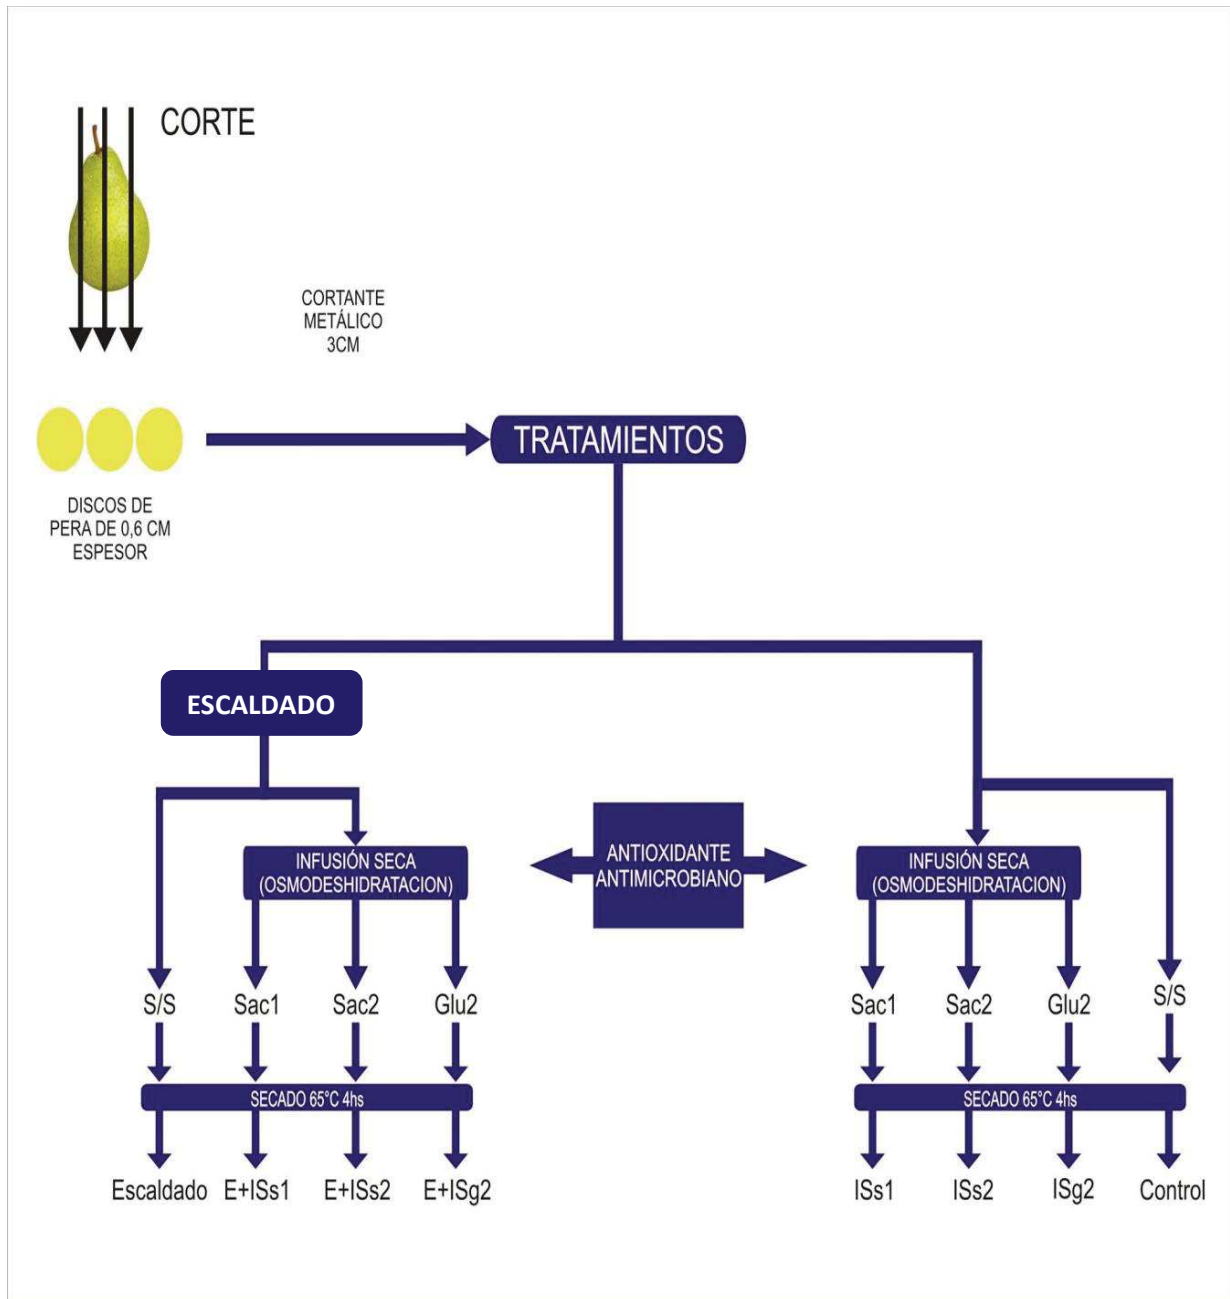 CORTE
CORTANTE
METÁLICO
3CM
TRATAMIENTOS
DISCOS DE
PERA DE 0,6 CM
ESPESOR
ESCALDADO
INFUSIÓN SECA
(OSMODESHIDRATACION)
ANTIOXIDANTE
ANTIMICROBIANO
INFUSIÓN SECA
(OSMODESHIDRATACION)
S/S Sac1 Sac2 Glu2
Sac1 Sac2 Glu2 S/S
SECADO 65°C 4hs
SECADO 65°C 4hs
Escaldado E+ISs1 E+ISs2 E+ISg2
ISs1 ISs2 ISg2 Control